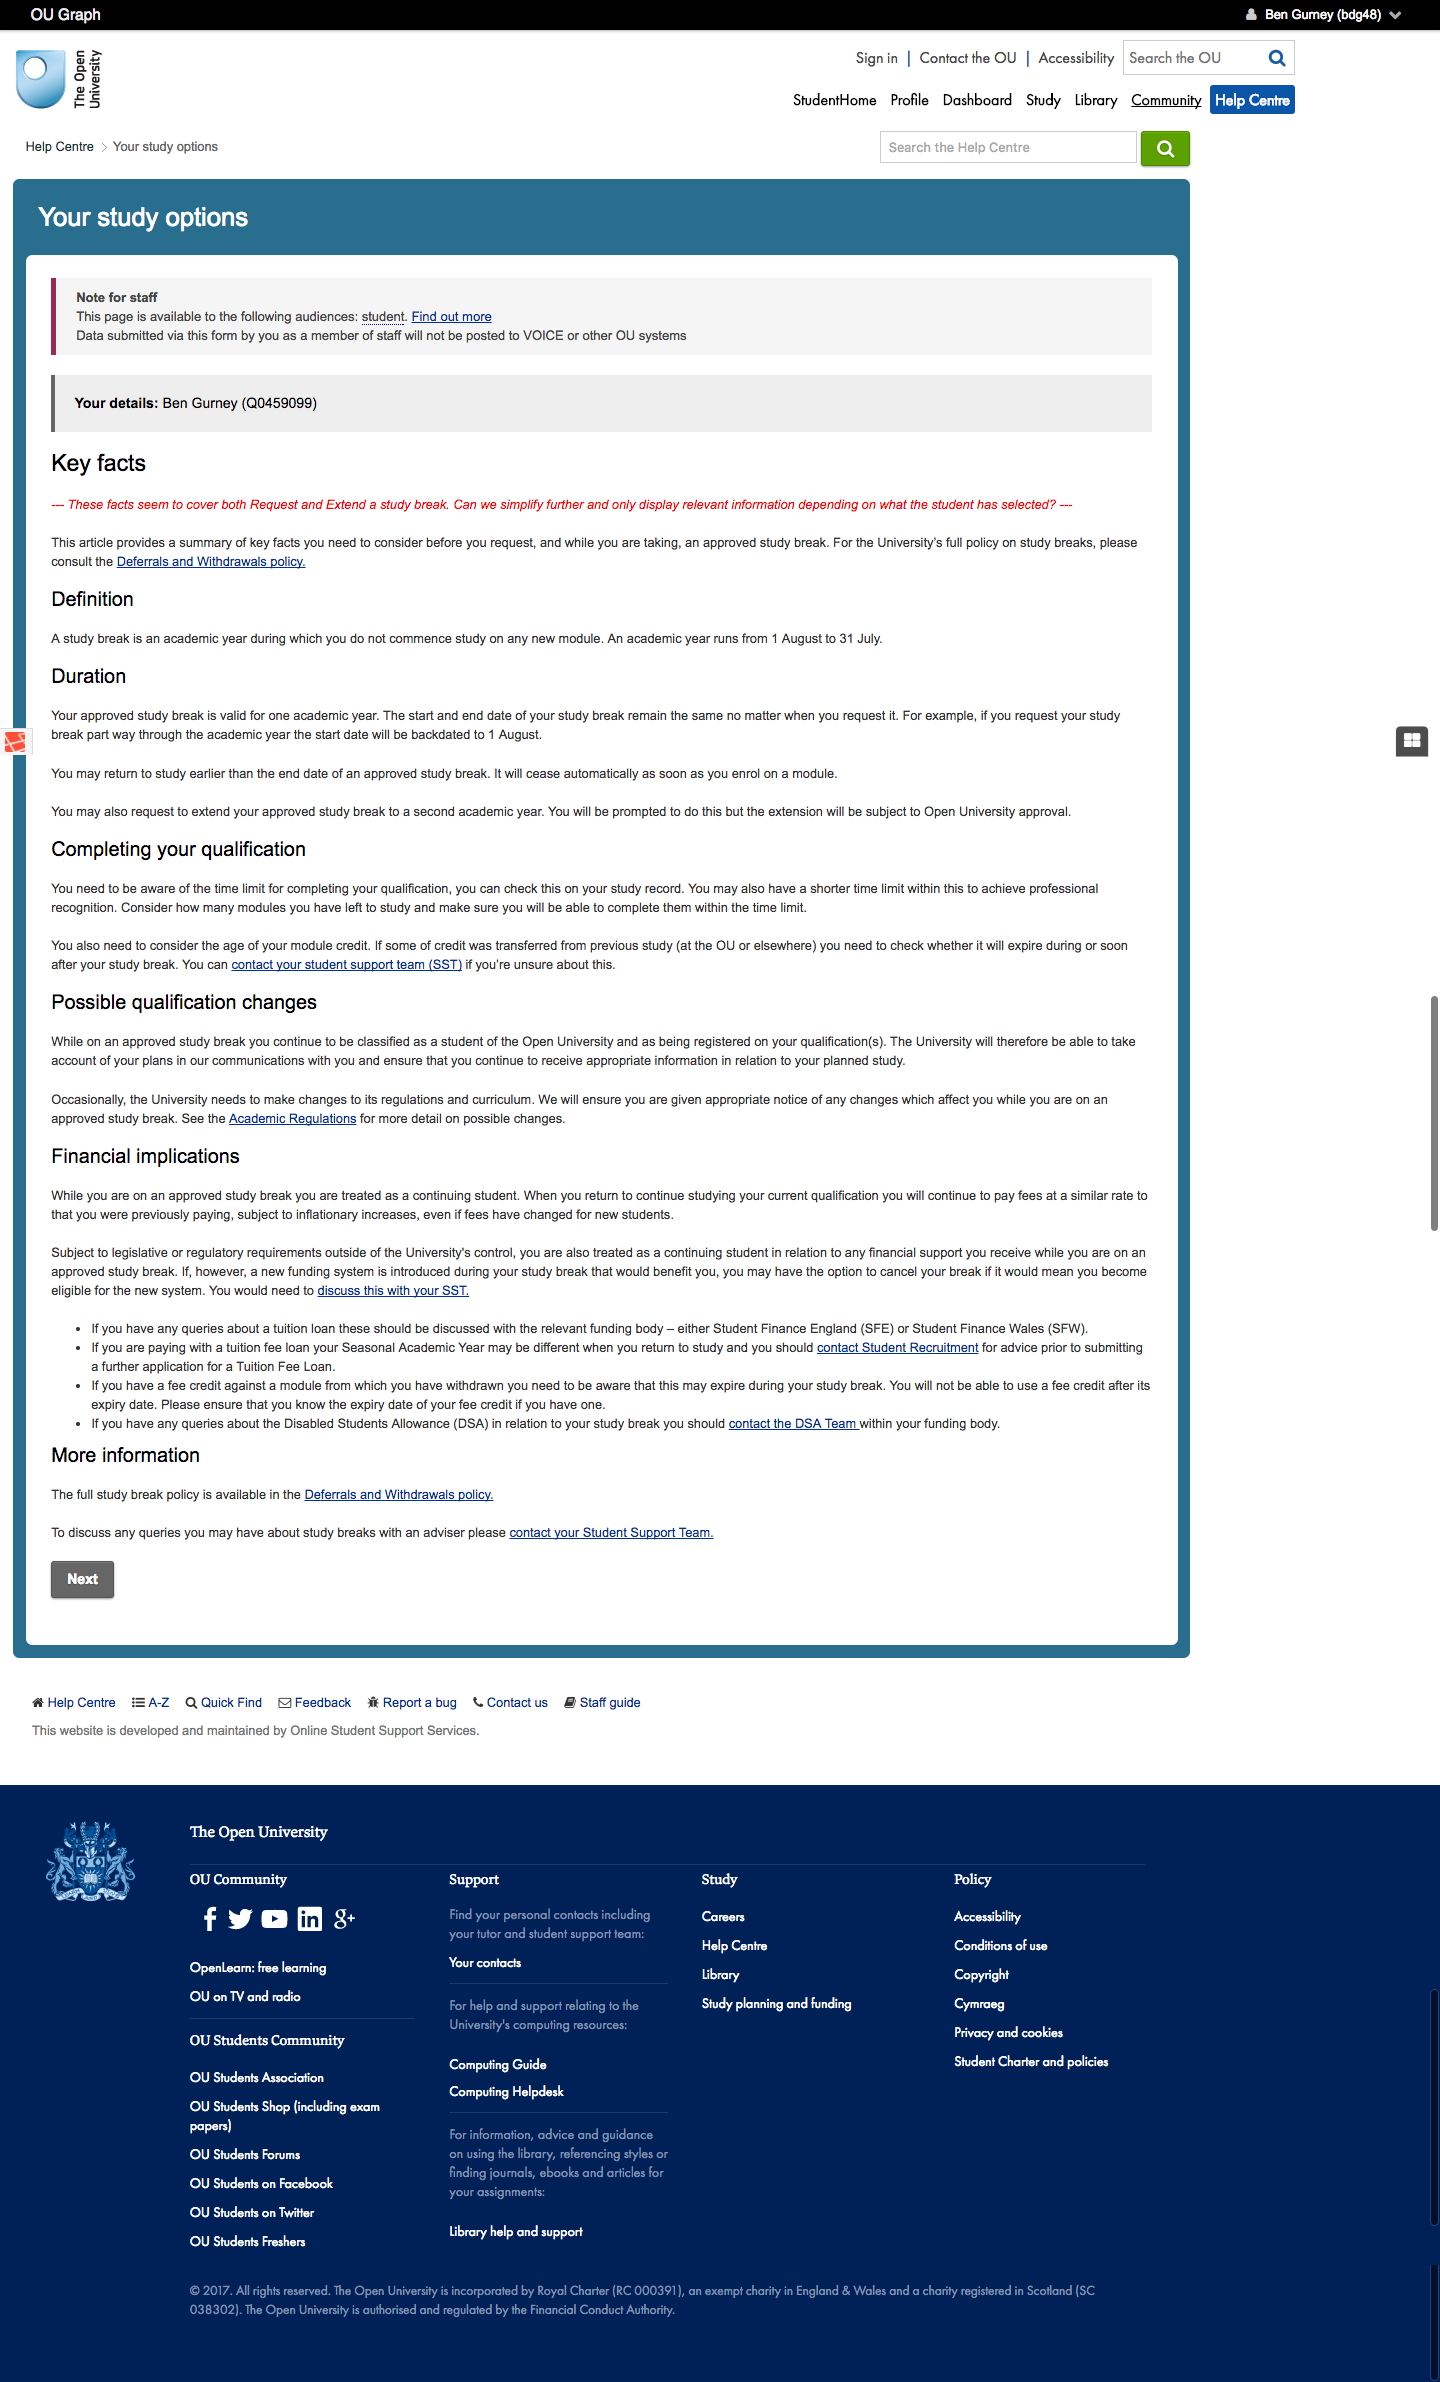 OU Graph
Ben Gurney (bdg48)
The Open
University
Sign in | Contact the OU | Accessibility
Search the OU
StudentHome Profile Dashboard Study Library Community Help Centre
Help Centre > Your study options
Search the Help Centre
Your study options
Note for staff
This page is available to the following audiences: student. Find out more
Data submitted via this form by you as a member of staff will not be posted to VOICE or other OU systems
Your details: Ben Gurney (Q0459099)
Key facts
--- These facts seem to cover both Request and Extend a study break. Can we simplify further and only display relevant information depending on what the student has selected? ---
This article provides a summary of key facts you need to consider before you request, and while you are taking, an approved study break. For the University's full policy on study breaks, please
consult the Deferrals and Withdrawals policy.
Definition
A study break is an academic year during which you do not commence study on any new module. An academic year runs from 1 August to 31 July.
Duration
Your approved study break is valid for one academic year. The start and end date of your study break remain the same no matter when you request it. For example, if you request your study
break part way through the academic year the start date will be backdated to 1 August.
You may return to study earlier than the end date of an approved study break. It will cease automatically as soon as you enrol on a module.
You may also request to extend your approved study break to a second academic year. You will be prompted to do this but the extension will be subject to Open University approval.
Completing your qualification
You need to be aware of the time limit for completing your qualification, you can check this on your study record. You may also have a shorter time limit within this to achieve professional
recognition. Consider how many modules you have left to study and make sure you will be able to complete them within the time limit.
You also need to consider the age of your module credit. If some of credit was transferred from previous study (at the OU or elsewhere) you need to check whether it will expire during or soon
after your study break. You can contact your student support team (SST) if you're unsure about this.
Possible qualification changes
While on an approved study break you continue to be classified as a student of the Open University and as being registered on your qualification(s). The University will therefore be able to take
account of your plans in our communications with you and ensure that you continue to receive appropriate information in relation to your planned study.
Occasionally, the University needs to make changes to its regulations and curriculum. We will ensure you are given appropriate notice of any changes which affect you while you are on an
approved study break. See the Academic Regulations for more detail on possible changes.
Financial implications
While you are on an approved study break you are treated as a continuing student. When you return to continue studying your current qualification you will continue to pay fees at a similar rate to
that you were previously paying, subject to inflationary increases, even if fees have changed for new students.
Subject to legislative or regulatory requirements outside of the University's control, you are also treated as a continuing student in relation to any financial support you receive while you are on an
approved study break. If, however, a new funding system is introduced during your study break that would benefit you, you may have the option to cancel your break if it would mean you become
eligible for the new system. You would need to discuss this with your SST.
• If you have any queries about a tuition loan these should be discussed with the relevant funding body – either Student Finance England (SFE) or Student Finance Wales (SFW).
• If you are paying with a tuition fee loan your Seasonal Academic Year may be different when you return to study and you should contact Student Recruitment for advice prior to submitting
a further application for a Tuition Fee Loan.
• If you have a fee credit against a module from which you have withdrawn you need to be aware that this may expire during your study break. You will not be able to use a fee credit after its
expiry date. Please ensure that you know the expiry date of your fee credit if you have one.
• If you have any queries about the Disabled Students Allowance (DSA) in relation to your study break you should contact the DSA Team within your funding body.
More information
The full study break policy is available in the Deferrals and Withdrawals policy.
To discuss any queries you may have about study breaks with an adviser please contact your Student Support Team.
Next
Help Centre A-Z Quick Find Feedback Report a bug Contact us Staff guide
This website is developed and maintained by Online Student Support Services.
The Open University
OU Community
OpenLearn: free learning
OU on TV and radio
OU Students Community
OU Students Association
OU Students Shop (including exam
papers)
OU Students Forums
OU Students on Facebook
OU Students on Twitter
OU Students Freshers
Support
Find your personal contacts including
your tutor and student support team:
Your contacts
For help and support relating to the
University's computing resources:
Computing Guide
Computing Helpdesk
For information, advice and guidance
on using the library, referencing styles or
finding journals, ebooks and articles for
your assignments:
Library help and support
Study
Careers
Help Centre
Library
Study planning and funding
Policy
Accessibility
Conditions of use
Copyright
Cymraeg
Privacy and cookies
Student Charter and policies
© 2017. All rights reserved. The Open University is incorporated by Royal Charter (RC 000391), an exempt charity in England & Wales and a charity registered in Scotland (SC
038302). The Open University is authorised and regulated by the Financial Conduct Authority.